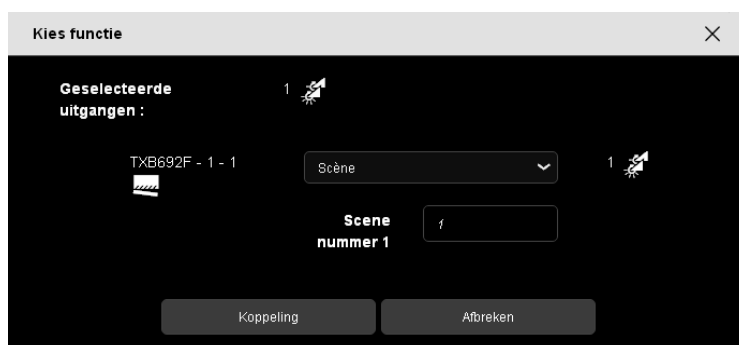 Kies functie
Geselecteerde 1
uitgangen :
TXB692F - 1 - 1 Scène 1
Scene
nummer 1 1
Koppeling Afbreken